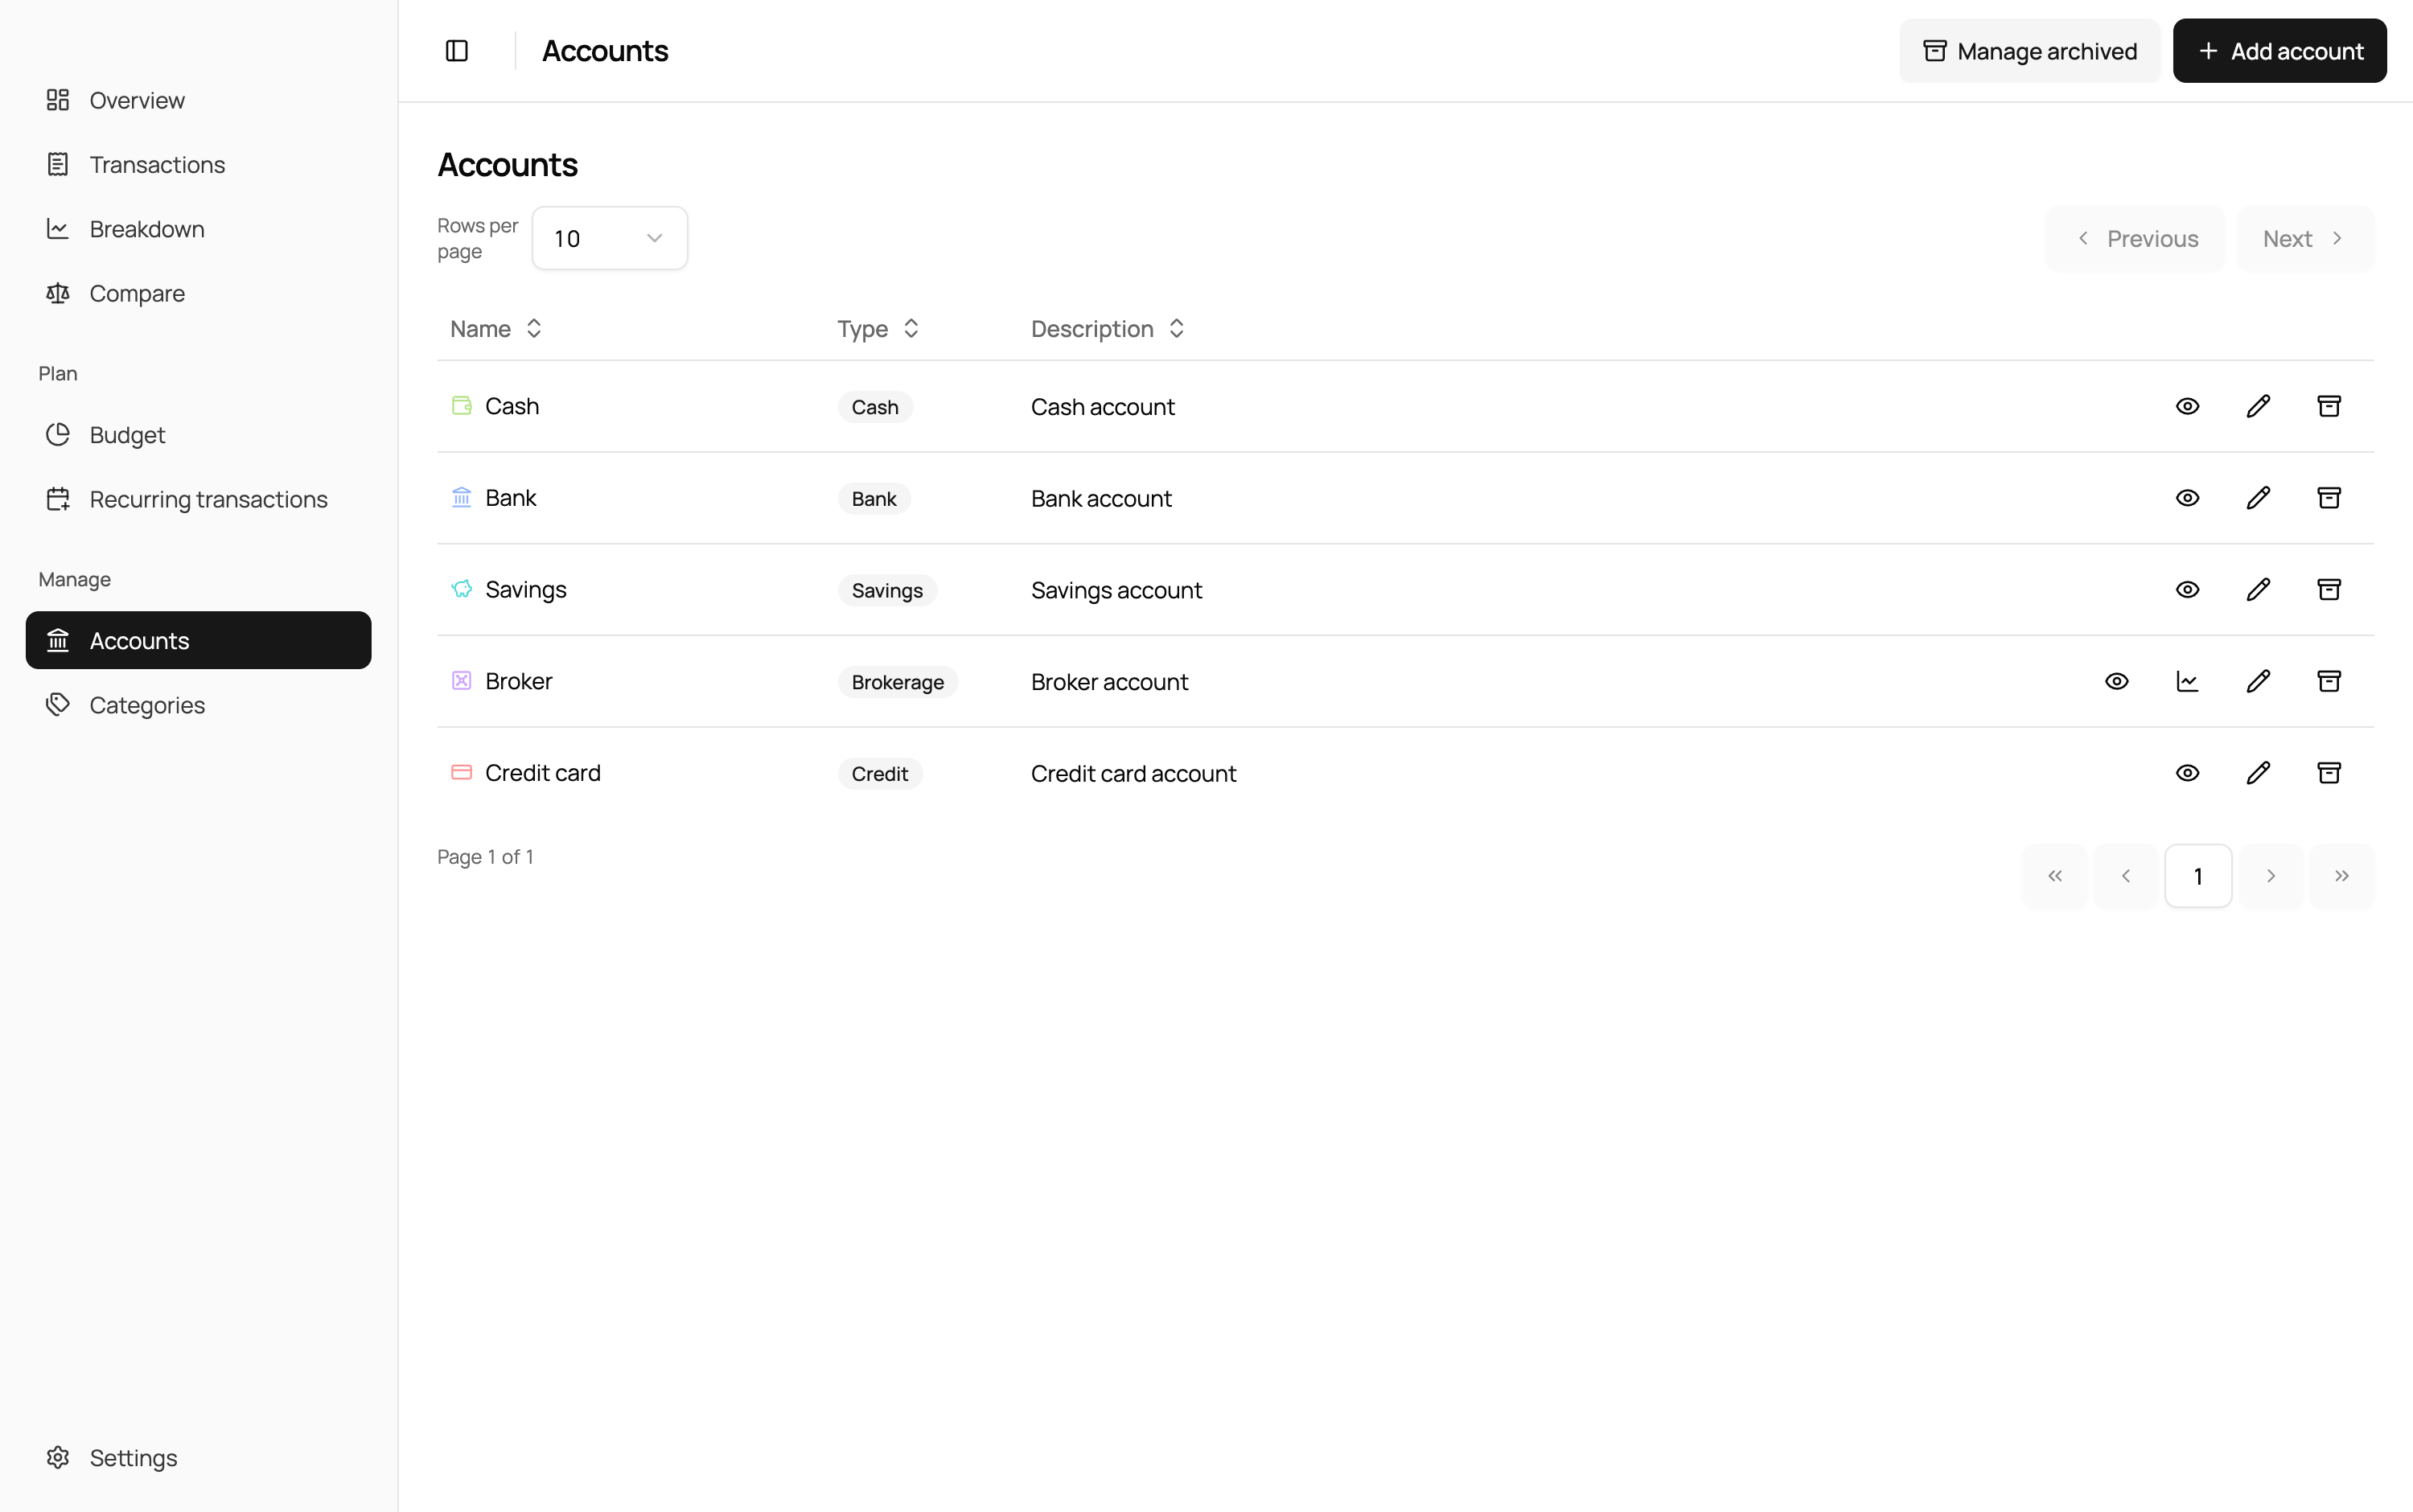 Overview
Transactions
Breakdown
Compare
Plan
Budget
Recurring transactions
Manage
Accounts
Categories
Settings
Accounts
Manage archived
Add account
Accounts
Rows per
page
10
Previous
Next
Name Type Description
Cash Cash Cash account
Bank Bank Bank account
Savings Savings Savings account
Broker Brokerage Broker account
Credit card Credit Credit card account
Page 1 of 1
1